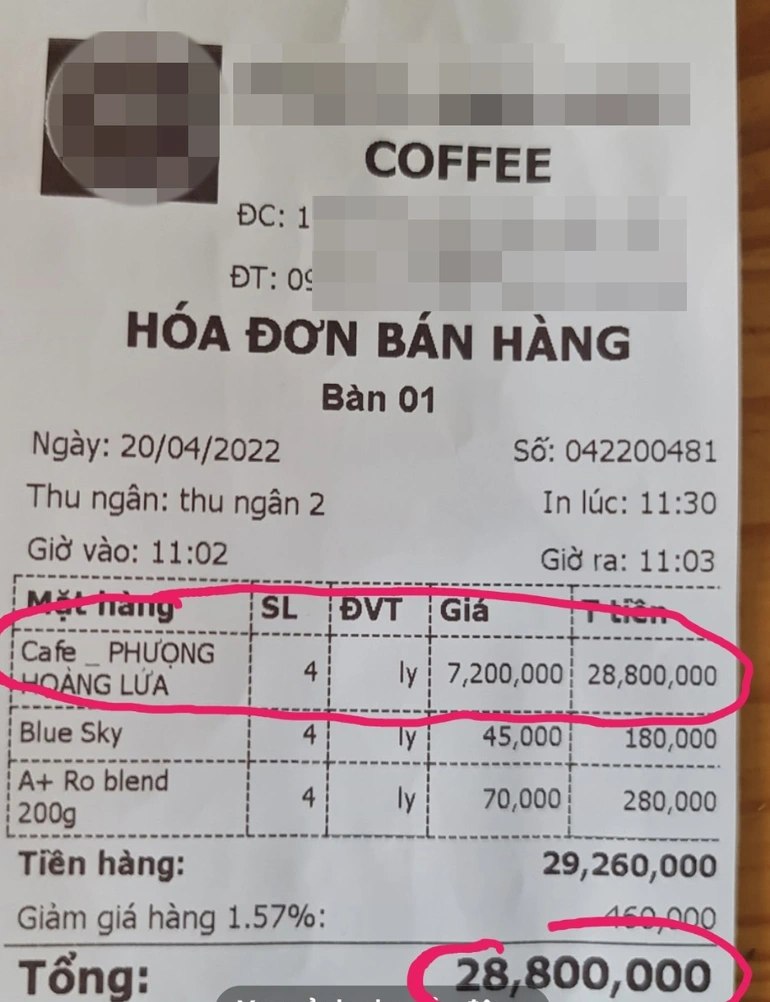 COFFEE
ĐC: 1
ĐT: 09
HÓA ĐƠN BÁN HÀNG
Bàn 01
Ngày: 20/04/2022 Số: 042200481
Thu ngân: thu ngân 2 In lúc: 11:30
Giờ vào: 11:02 Giờ ra: 11:03
Mặt hàng SL ĐVT Giá T tiền
Cafe _ PHƯỢNG
HOÀNG LỬA 4 ly 7,200,000 28,800,000
Blue Sky 4 ly 45,000 180,000
A+ Ro blend
200g 4 ly 70,000 280,000
Tiền hàng: 29,260,000
Giảm giá hàng 1.57%: 460,000
Tổng: 28,800,000